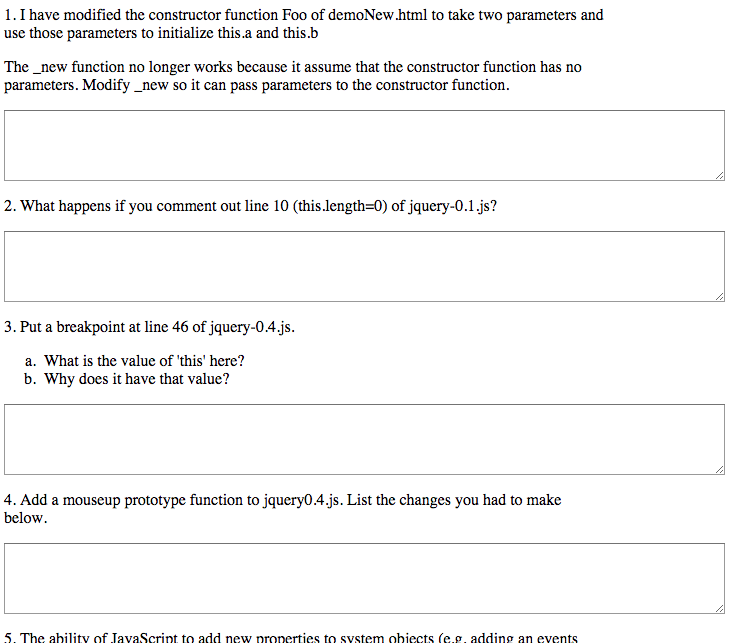 1. I have modified the constructor function Foo of demoNew.html to take two parameters and
use those parameters to initialize this.a and this.b
The _new function no longer works because it assume that the constructor function has no
parameters. Modify _new so it can pass parameters to the constructor function.
2. What happens if you comment out line 10 (this.length=0) of jquery-0.1.js?
3. Put a breakpoint at line 46 of jquery-0.4.js.
a. What is the value of 'this' here?
b. Why does it have that value?
4. Add a mouseup prototype function to jquery0.4.js. List the changes you had to make
below.
5. The ability of JavaScript to add new properties to system objects (e.g. adding an events